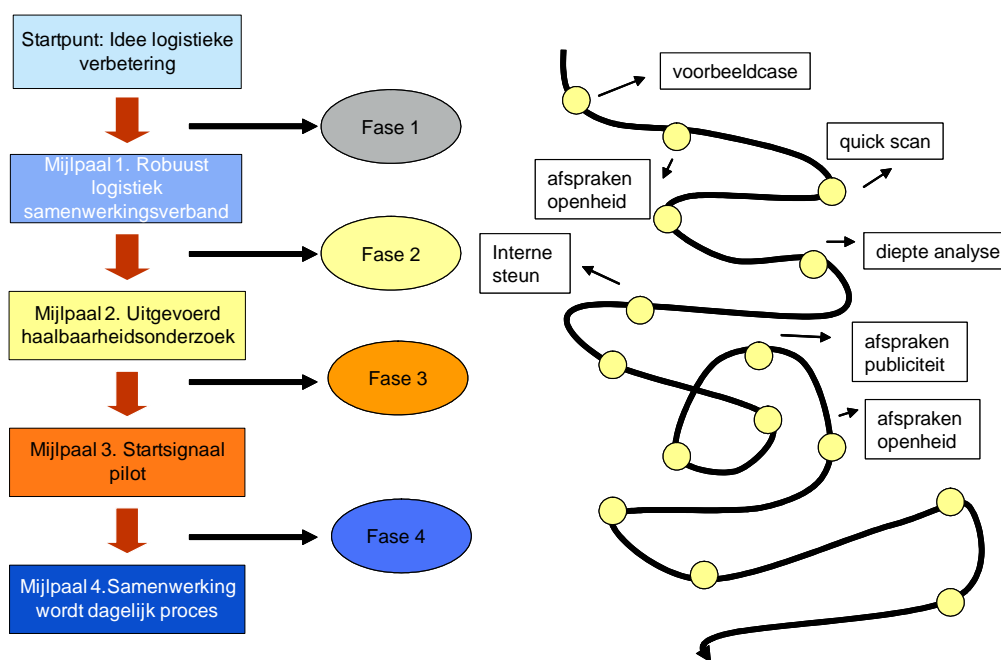 Startpunt: Idee logistieke
verbetering
Fase 1
Mijlpaal 1. Robuust
logistiek
samenwerkingsverband
Fase 2
Mijlpaal 2. Uitgevoerd
haalbaarheidsonderzoek
Fase 3
Mijlpaal 3. Startsignaal
pilot
Fase 4
Mijlpaal 4.Samenwerking
wordt dagelijk proces
voorbeeldcase
quick scan
afspraken
openheid
diepte analyse
Interne
steun
afspraken
publiciteit
afspraken
openheid